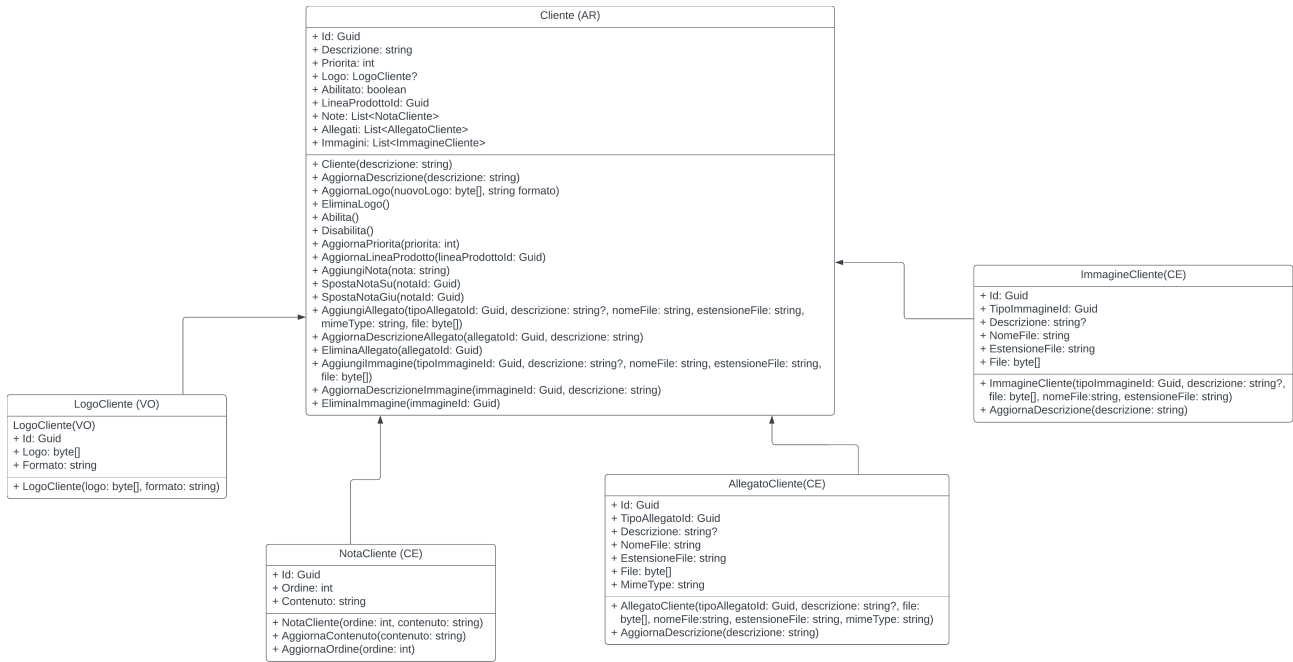 Cliente (AR)
+ Id: Guid
+ Descrizione: string
+ Priorita: int
+ Logo: LogoCliente?
+ Abilitato: boolean
+ LineaProdottoId: Guid
+ Note: List<NotaCliente>
+ Allegati: List<AllegatoCliente>
+ Immagini: List<ImmagineCliente>
+ Cliente(descrizione: string)
+ AggiornaDescrizione(descrizione: string)
+ AggiornaLogo(nuovoLogo: byte[], string formato)
+ EliminaLogo()
+ Abilita()
+ Disabilita()
+ AggiornaPriorita(priorita: int)
+ AggiornaLineaProdotto(lineaProdottoId: Guid)
+ AggiungiNota(nota: string)
+ SpostaNotaSu(notaId: Guid)
+ SpostaNotaGiu(notaId: Guid)
+ AggiungiAllegato(tipoAllegatoId: Guid, descrizione: string?, nomeFile: string, estensioneFile: string,
mimeType: string, file: byte[])
+ AggiornaDescrizioneAllegato(allegatoId: Guid, descrizione: string)
+ EliminaAllegato(allegatoId: Guid)
+ AggiungiImmagine(tipoImmagineId: Guid, descrizione: string?, nomeFile: string, estensioneFile: string,
file: byte[])
+ AggiornaDescrizioneImmagine(immagineId: Guid, descrizione: string)
+ EliminaImmagine(immagineId: Guid)
ImmagineCliente(CE)
+ Id: Guid
+ TipoImmagineId: Guid
+ Descrizione: string?
+ NomeFile: string
+ EstensioneFile: string
+ File: byte[]
+ ImmagineCliente(tipoImmagineId: Guid, descrizione: string?,
file: byte[], nomeFile:string, estensioneFile: string)
+ AggiornaDescrizione(descrizione: string)
LogoCliente (VO)
LogoCliente(VO)
+ Id: Guid
+ Logo: byte[]
+ Formato: string
+ LogoCliente(logo: byte[], formato: string)
NotaCliente (CE)
+ Id: Guid
+ Ordine: int
+ Contenuto: string
+ NotaCliente(ordine: int, contenuto: string)
+ AggiornaContenuto(contenuto: string)
+ AggiornaOrdine(ordine: int)
AllegatoCliente(CE)
+ Id: Guid
+ TipoAllegatoId: Guid
+ Descrizione: string?
+ NomeFile: string
+ EstensioneFile: string
+ File: byte[]
+ MimeType: string
+ AllegatoCliente(tipoAllegatoId: Guid, descrizione: string?, file:
byte[], nomeFile:string, estensioneFile: string, mimeType: string)
+ AggiornaDescrizione(descrizione: string)